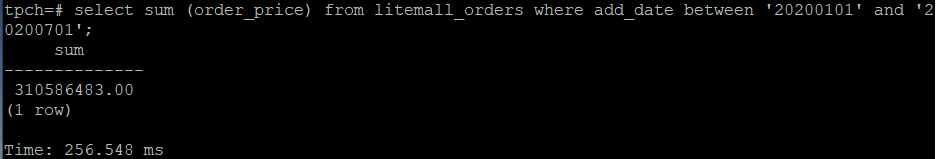 tpch=# select sum (order_price) from litemall_orders where add_date between '20200101' and '2
0200701';
     sum
--------------
 310586483.00
(1 row)

Time: 256.548 ms